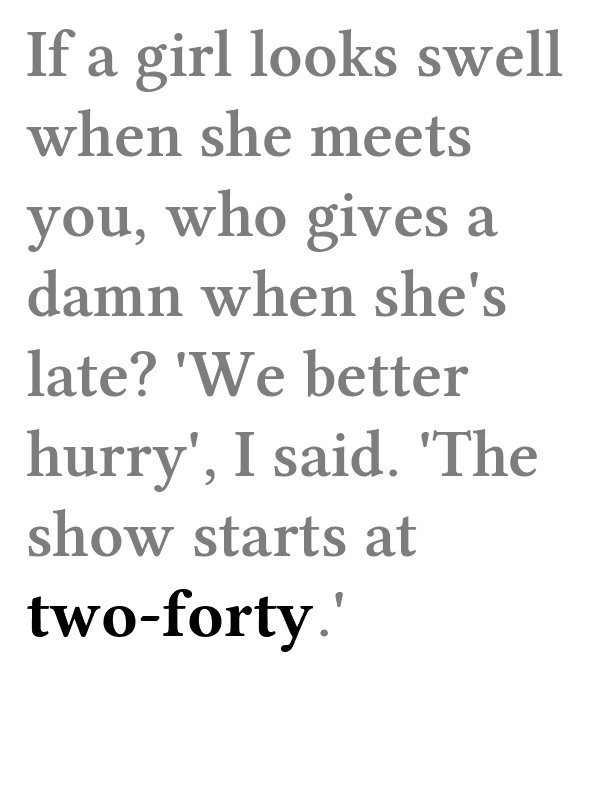 If a girl looks swell
when she meets
you, who gives a
damn when she's
late? 'We better
hurry', I said. 'The
show starts at
two-forty.'